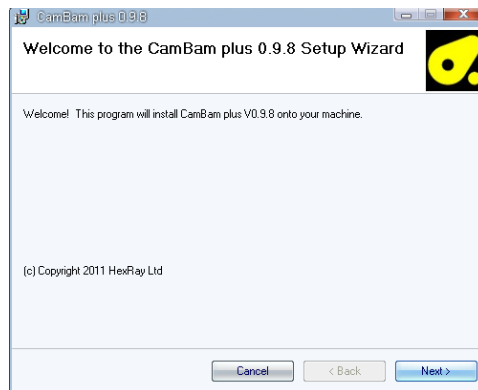 CamBam plus 0.9.8
Welcome to the CamBam plus 0.9.8 Setup Wizard
Welcome! This program will install CamBam plus V0.9.8 onto your machine.
(c) Copyright 2011 HexRay Ltd
Cancel
< Back
Next >